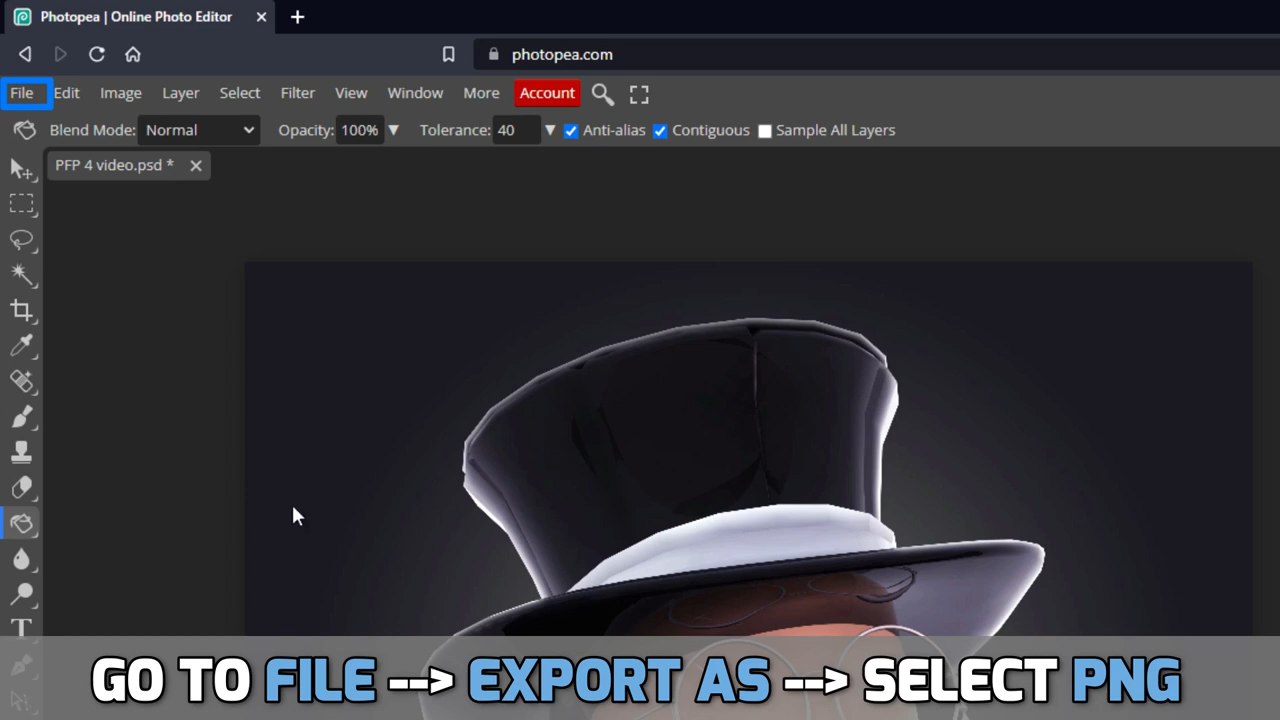 Photopea | Online Photo Editor
photopea.com
File Edit Image Layer Select Filter View Window More Account
Blend Mode: Normal Opacity: 100% Tolerance: 40 Anti-alias Contiguous Sample All Layers
PFP 4 video.psd *
T
GO TO FILE --> EXPORT AS --> SELECT PNG